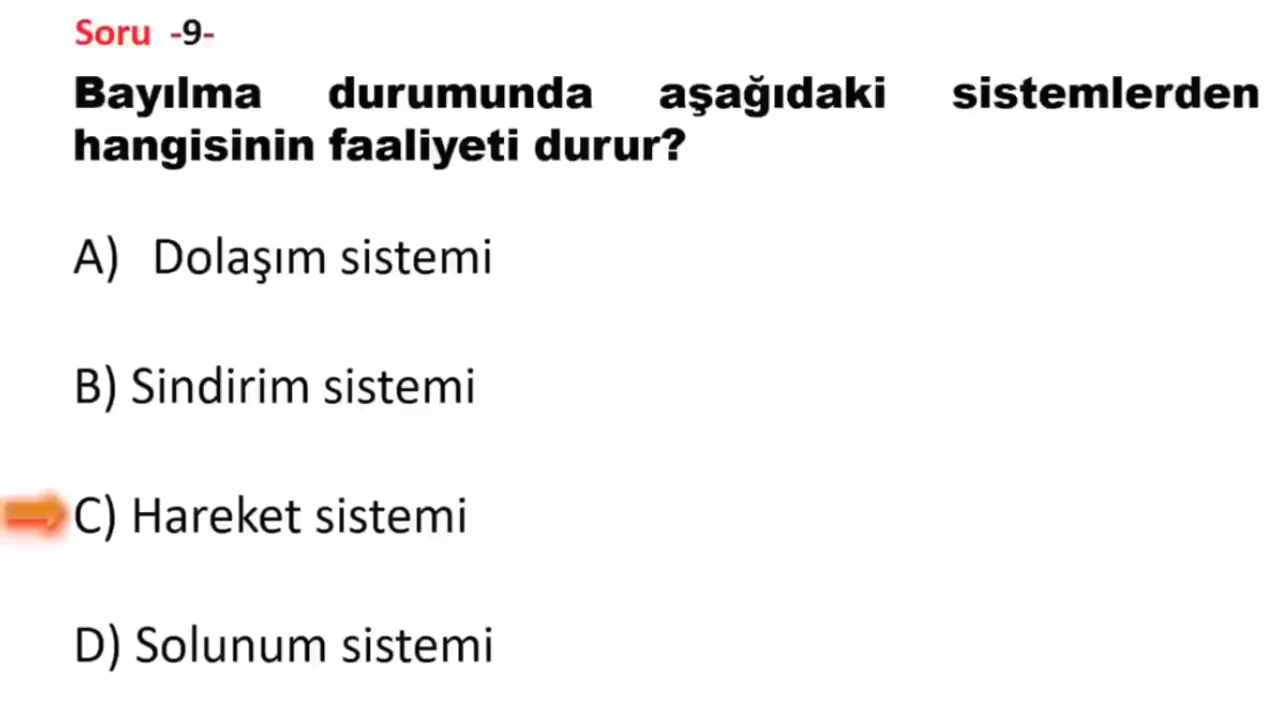 Soru -9-
Bayılma durumunda aşağıdaki sistemlerden
hangisinin faaliyeti durur?
A) Dolaşım sistemi
B) Sindirim sistemi
C) Hareket sistemi
D) Solunum sistemi